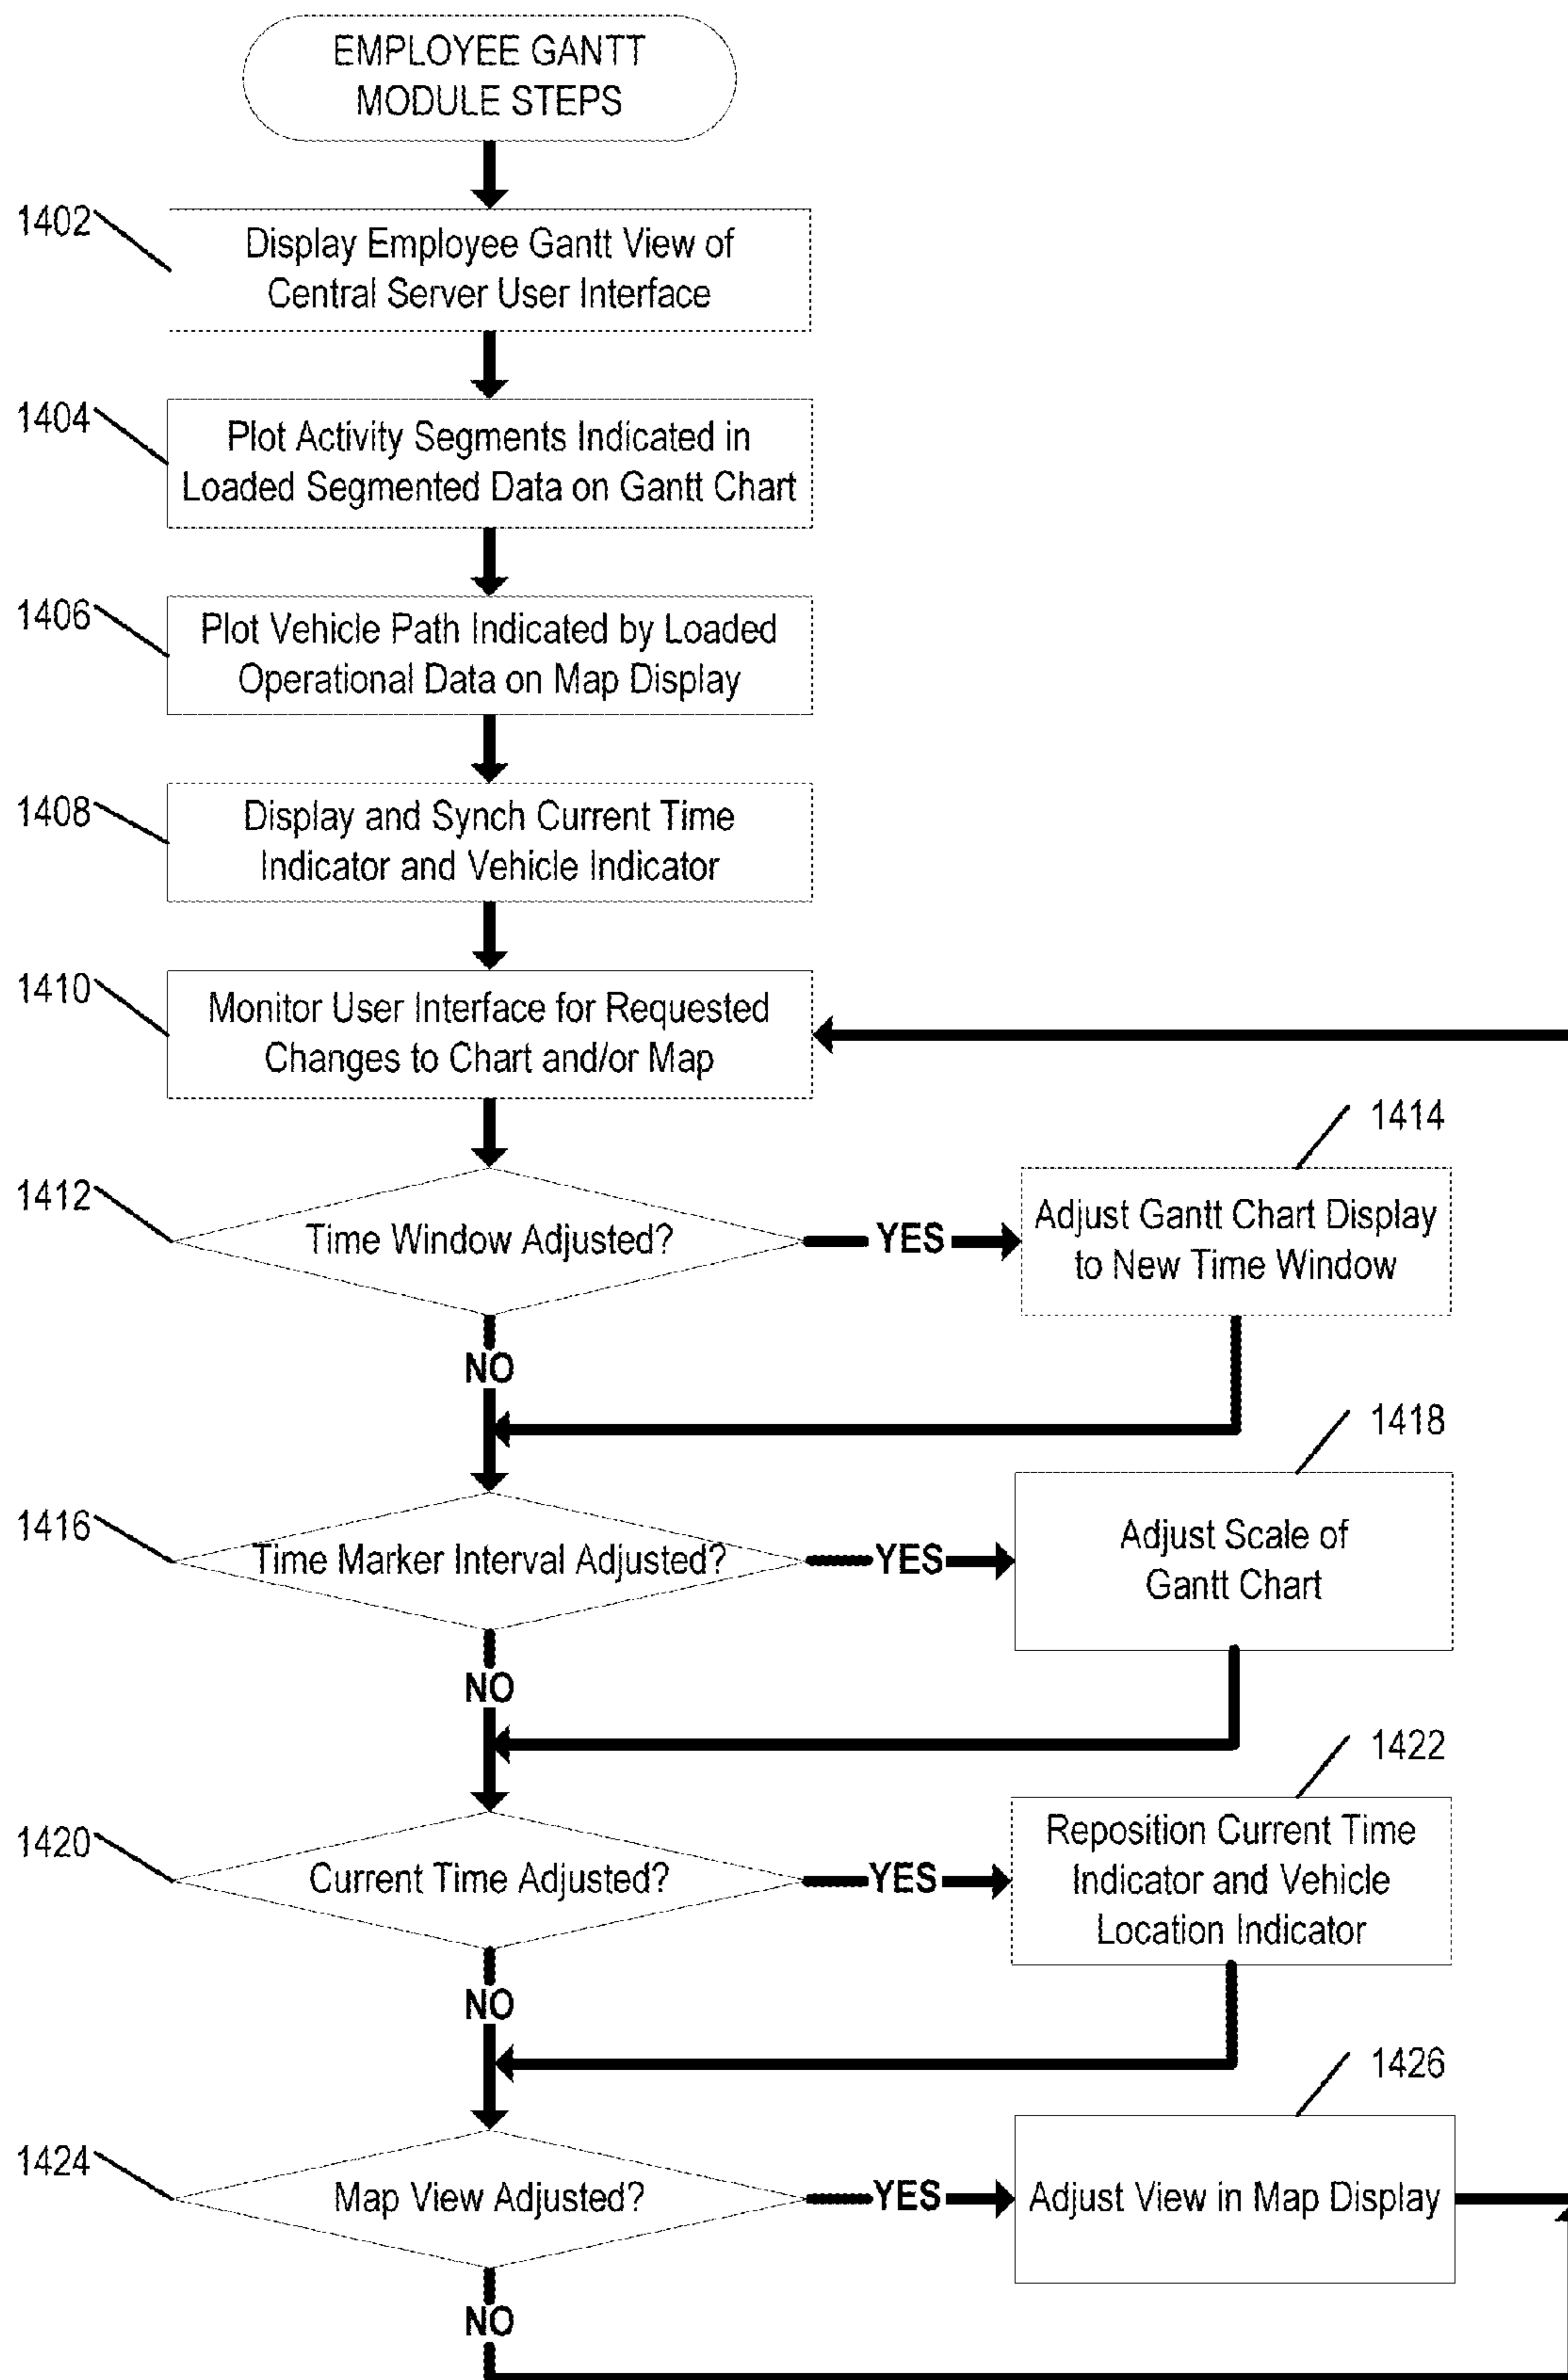 EMPLOYEE GANTT
MODULE STEPS
1402
Display Employee Gantt View of
Central Server User Interface
1404
Plot Activity Segments Indicated in
Loaded Segmented Data on Gantt Chart
1406
Plot Vehicle Path Indicated by Loaded
Operational Data on Map Display
1408
Display and Synch Current Time
Indicator and Vehicle Indicator
1410
Monitor User Interface for Requested
Changes to Chart and/or Map
1412
Time Window Adjusted?
YES
1414
Adjust Gantt Chart Display
to New Time Window
NO
1416
Time Marker Interval Adjusted?
YES
1418
Adjust Scale of
Gantt Chart
NO
1420
Current Time Adjusted?
YES
1422
Reposition Current Time
Indicator and Vehicle
Location Indicator
NO
1424
Map View Adjusted?
YES
1426
Adjust View in Map Display
NO